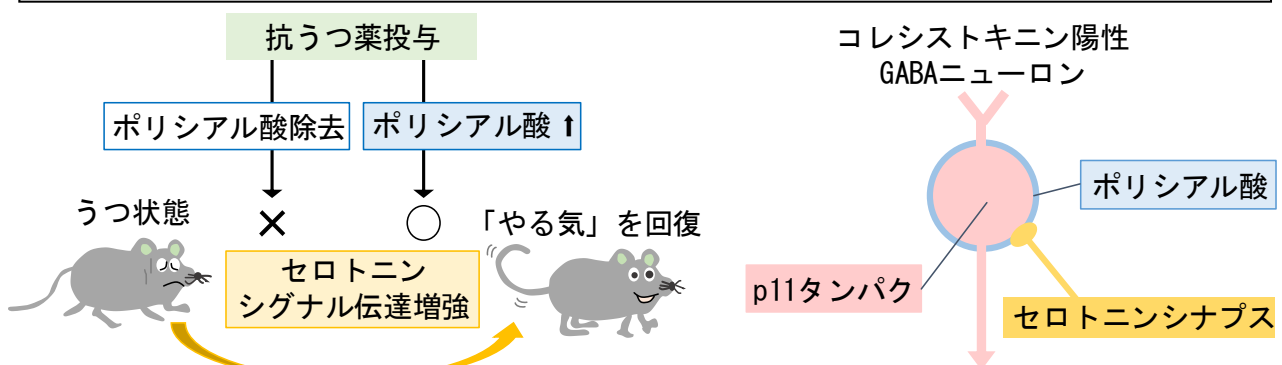 抗うつ薬投与
ポリシアル酸除去
ポリシアル酸⬆
うつ状態
×
○
「やる気」を回復
セロトニン
シグナル伝達増強
コレシストキニン陽性
GABAニューロン
ポリシアル酸
p11タンパク
セロトニンシナプス